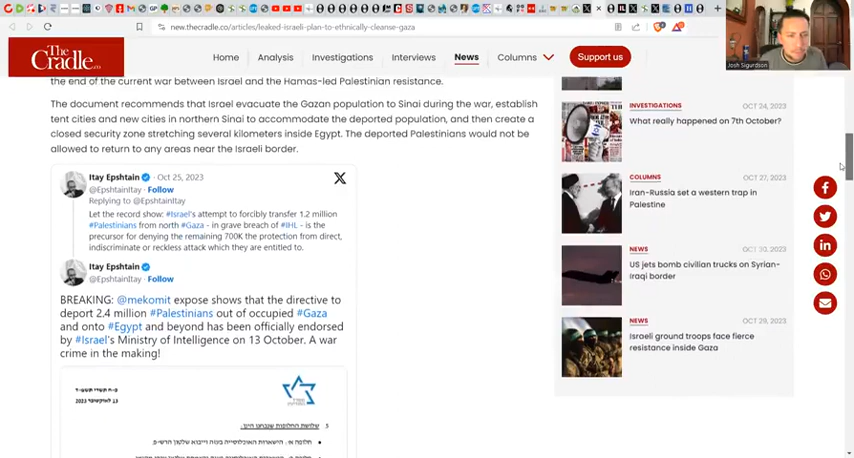 new.thecradle.co/articles/leaked-israeli-plan-to-ethnically-cleanse-gaza
The
Cradle.co
Home
Analysis
Investigations
Interviews
News
Columns
Support us
Josh Sigurdson
the end of the current war between Israel and the Hamas-led Palestinian resistance.
The document recommends that Israel evacuate the Gazan population to Sinai during the war, establish
tent cities and new cities in northern Sinai to accommodate the deported population, and then create a
closed security zone stretching several kilometers inside Egypt. The deported Palestinians would not be
allowed to return to any areas near the Israeli border.
Itay Epshtain Oct 25, 2023
@EpshtainItay · Follow
Replying to @EpshtainItay
Let the record show: #Israel's attempt to forcibly transfer 1.2 million
#Palestinians from north #Gaza - in grave breach of #IHL - is the
precursor for denying the remaining 700K the protection from direct,
indiscriminate or reckless attack which they are entitled to.
Itay Epshtain
@EpshtainItay · Follow
BREAKING: @mekomit expose shows that the directive to
deport 2.4 million #Palestinians out of occupied #Gaza
and onto #Egypt and beyond has been officially endorsed
by #Israel's Ministry of Intelligence on 13 October. A war
crime in the making!
INVESTIGATIONS OCT 24, 2023
What really happened on 7th October?
COLUMNS OCT 27, 2023
Iran-Russia set a western trap in
Palestine
NEWS OCT 30, 2023
US jets bomb civilian trucks on Syrian-
Iraqi border
NEWS OCT 29, 2023
Israeli ground troops face fierce
resistance inside Gaza